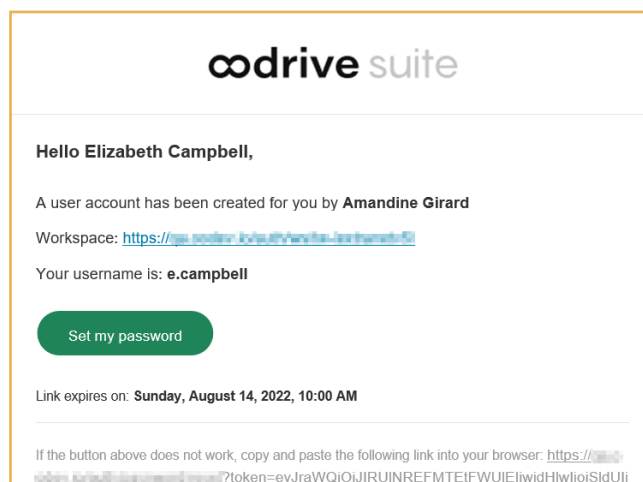 oodrive suite
Hello Elizabeth Campbell,
A user account has been created for you by Amandine Girard
Workspace: https://
Your username is: e.campbell
Set my password
Link expires on: Sunday, August 14, 2022, 10:00 AM
If the button above does not work, copy and paste the following link into your browser: https://